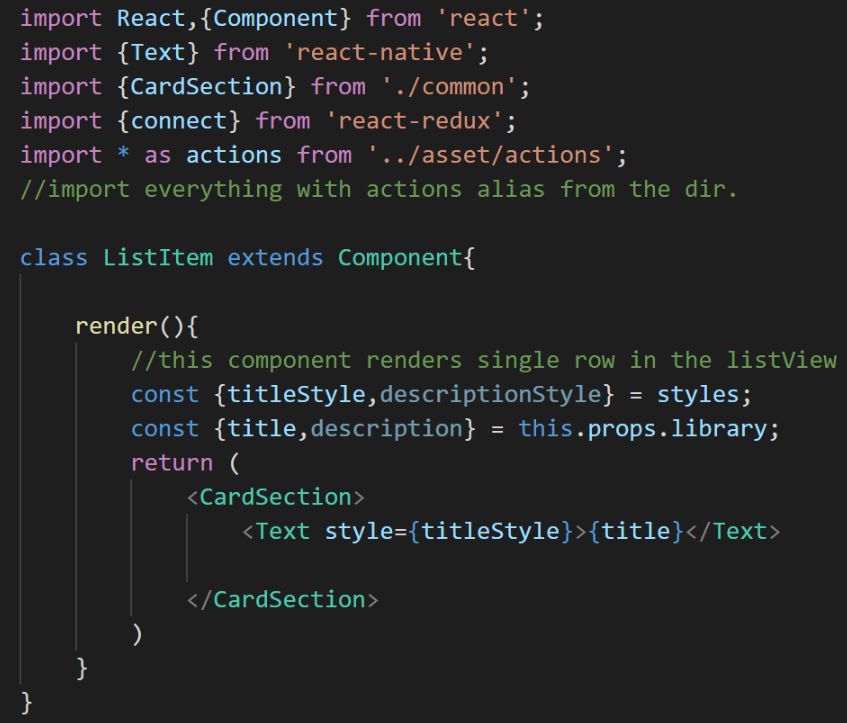 import React,{Component} from 'react';
import {Text} from 'react-native';
import {CardSection} from './common';
import {connect} from 'react-redux';
import * as actions from '../asset/actions';
//import everything with actions alias from the dir.
class ListItem extends Component{
render(){
//this component renders single row in the listView
const {titleStyle,descriptionStyle} = styles;
const {title,description} = this.props.library;
return (
<CardSection>
<Text style={titleStyle}>{title}</Text>
</CardSection>
)
}
}